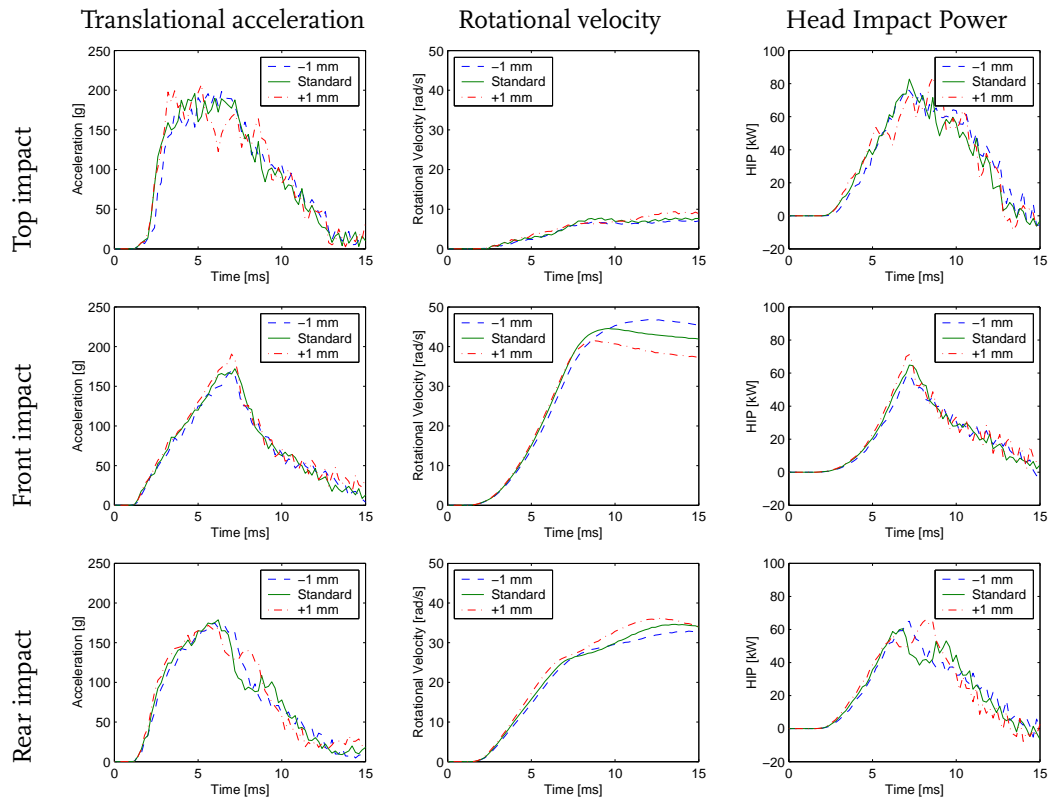 Translational acceleration
Rotational velocity
Head Impact Power
Top impact
250
200
150
100
50
0
Acceleration [g]
−1 mm
Standard
+1 mm
0 5 10 15
Time [ms]
50
40
30
20
10
0
Rotational Velocity [rad/s]
−1 mm
Standard
+1 mm
0 5 10 15
Time [ms]
100
80
60
40
20
0
−20
HIP [kW]
−1 mm
Standard
+1 mm
0 5 10 15
Time [ms]
Front impact
250
200
150
100
50
0
Acceleration [g]
−1 mm
Standard
+1 mm
0 5 10 15
Time [ms]
50
40
30
20
10
0
Rotational Velocity [rad/s]
−1 mm
Standard
+1 mm
0 5 10 15
Time [ms]
100
80
60
40
20
0
−20
HIP [kW]
−1 mm
Standard
+1 mm
0 5 10 15
Time [ms]
Rear impact
250
200
150
100
50
0
Acceleration [g]
−1 mm
Standard
+1 mm
0 5 10 15
Time [ms]
50
40
30
20
10
0
Rotational Velocity [rad/s]
−1 mm
Standard
+1 mm
0 5 10 15
Time [ms]
100
80
60
40
20
0
−20
HIP [kW]
−1 mm
Standard
+1 mm
0 5 10 15
Time [ms]